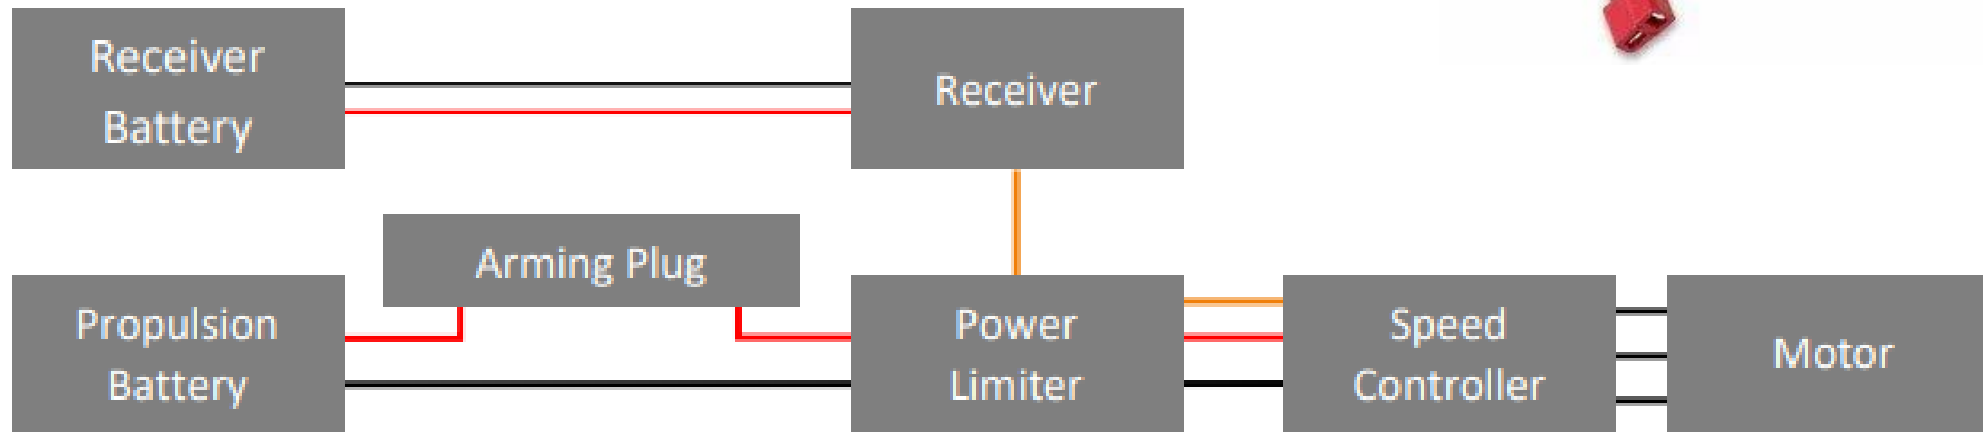 Receiver
Battery
Receiver
Arming Plug
Propulsion
Battery
Power
Limiter
Speed
Controller
Motor